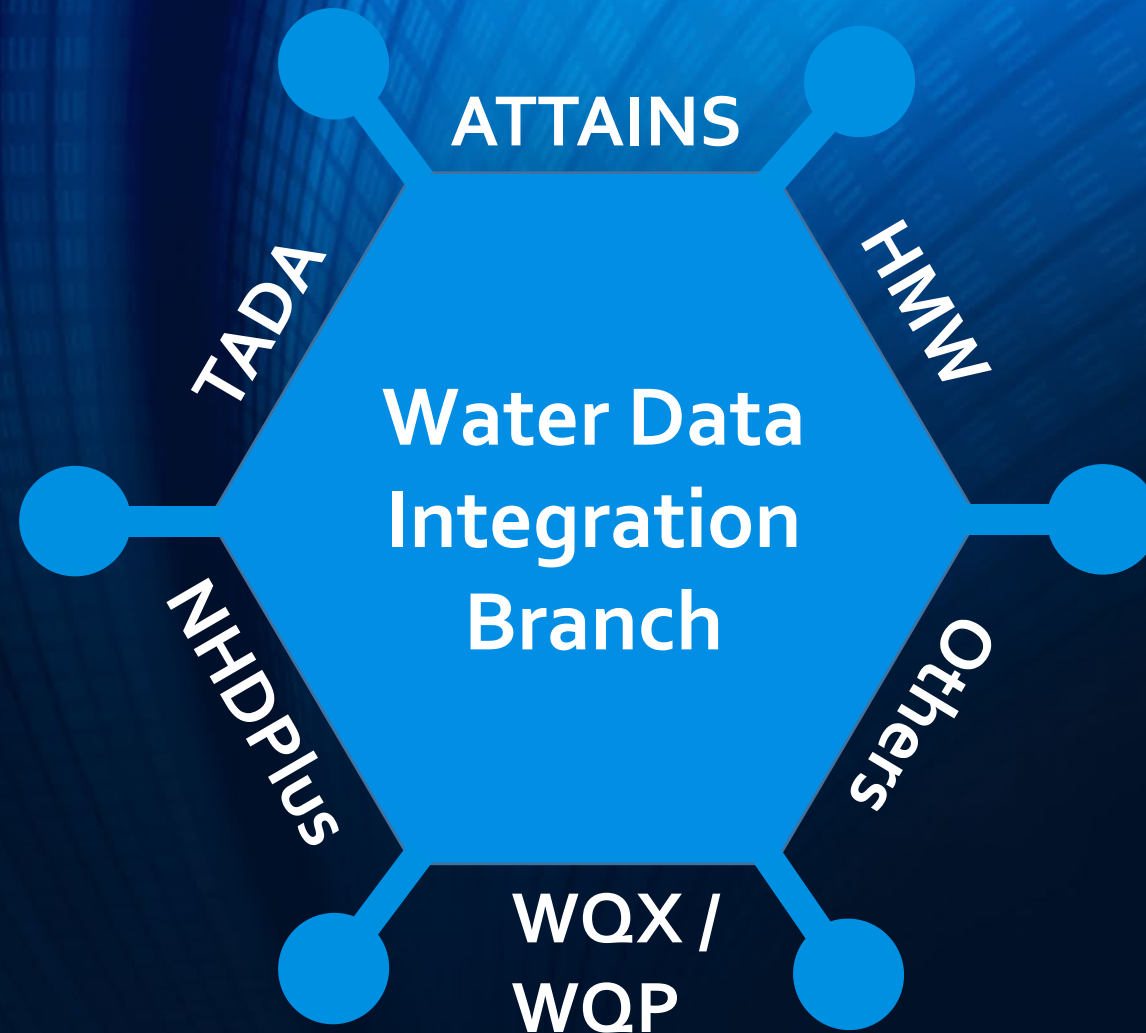 ATTAINS
TADA
HMW
Water Data
Integration
Branch
NHDPlus
Others
WQX /
WQP